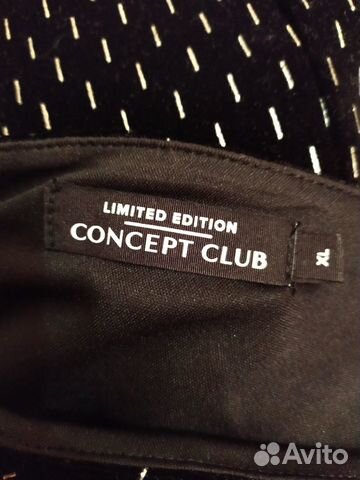 LIMITED EDITION
CONCEPT CLUB
XL
Avito